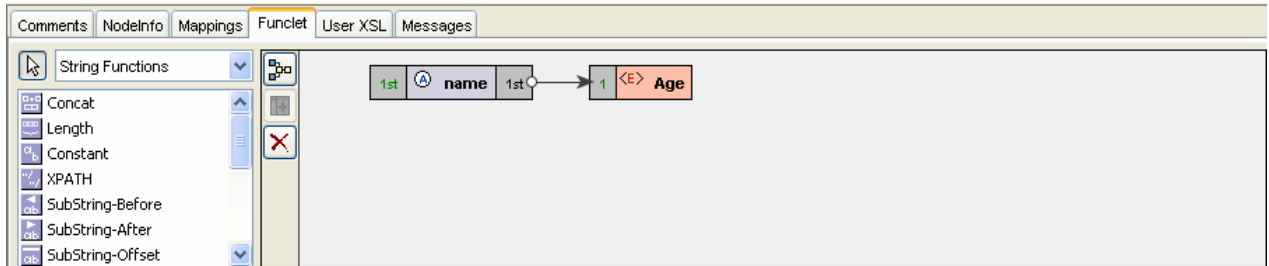 Comments NodeInfo Mappings Funclet User XSL Messages
String Functions
1st A name 1st 1 <E> Age
Concat
Length
Constant
XPATH
SubString-Before
SubString-After
SubString-Offset